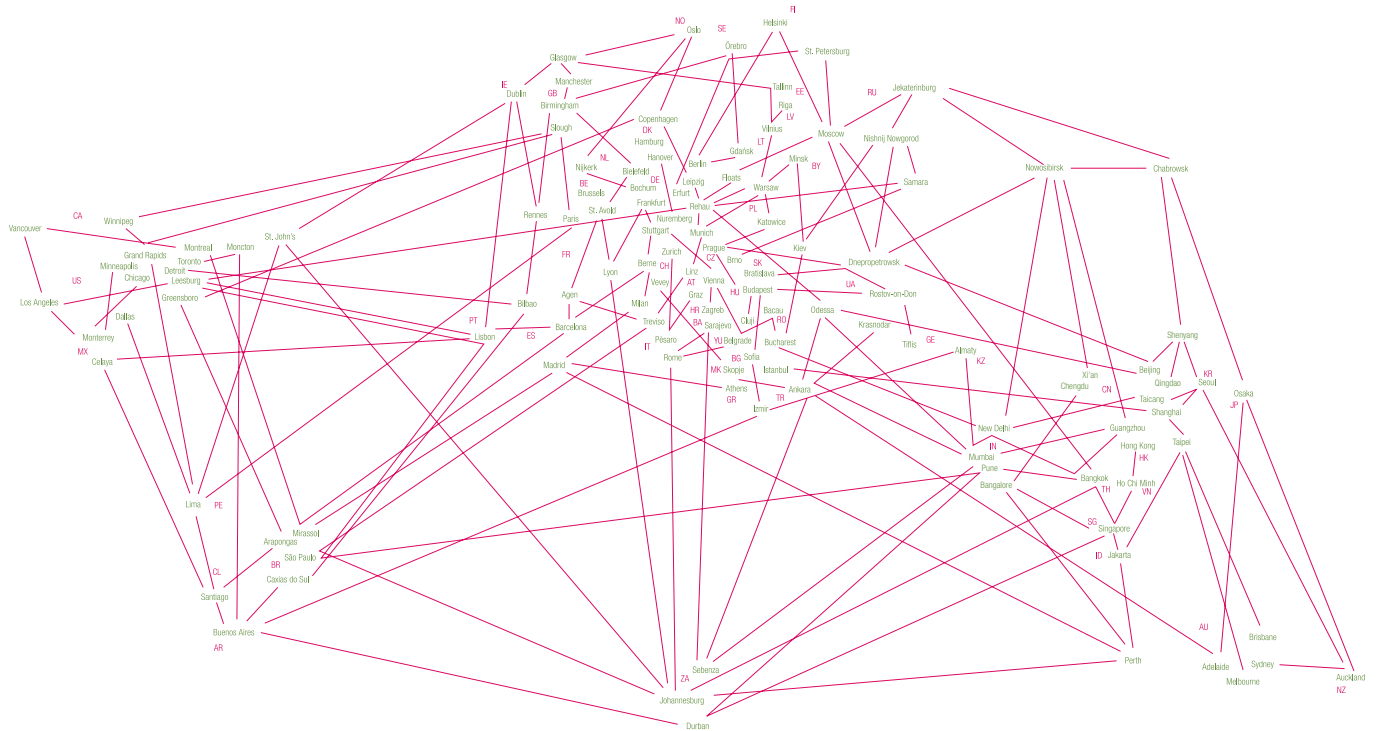 FI
NO
Helsinki
SE
Oslo
Örebro
St. Petersburg
Glasgow
Manchester
IE
Tallinn
EE
RU
Jekaterinburg
Dublin
GB
Birmingham
Riga
LV
Copenhagen
Slough
DK
Vilnius
Moscow
Nishnij Nowgorod
Hamburg
LT
Gdańsk
NL
Hanover
Berlin
Minsk
BY
Nijkerk
Bielefeld
Nowosibirsk
Chabrowsk
BE
DE
Leipzig
Floats
Samara
Brussels
Bochum
Erfurt
Warsaw
Frankfurt
Rehau
PL
CA
St. Avold
Rennes
Paris
Nuremberg
Katowice
Winnipeg
Vancouver
Stuttgart
Munich
St. John's
Montreal
Moncton
Prague
Kiev
Grand Rapids
FR
Zurich
CZ
Brno
Toronto
Berne
CH
SK
Dnepropetrowsk
Minneapolis
Detroit
Lyon
Linz
Bratislava
Chicago
US
Leesburg
Vevey
AT
Vienna
UA
Agen
Graz
HU
Budapest
Rostov-on-Don
Greensboro
Los Angeles
Bilbao
Milan
HR
Zagreb
Bacau
Odessa
Dallas
PT
Barcelona
Treviso
BA
Cluj
RO
Sarajevo
Krasnodar
ES
Lisbon
Pésaro
Monterrey
IT
YU
Belgrade
Bucharest
GE
Tiflis
Shenyang
MX
Almaty
Celaya
Rome
BG
Sofia
KZ
Madrid
MK
Skopje
Istanbul
Beijing
KR
Xi'an
Qingdao
Seoul
Athens
Ankara
Chengdu
CN
Osaka
GR
TR
Taicang
JP
Izmir
Shanghai
New Delhi
Guangzhou
IN
Hong Kong
Taipei
Mumbai
HK
Pune
Bangkok
Bangalore
TH
Ho Chi Minh
VN
Lima
PE
SG
Singapore
Mirassol
Arapongas
ID
Jakarta
São Paulo
BR
CL
Caxias do Sul
Santiago
Buenos Aires
AU
Brisbane
AR
Perth
Sebenza
Adelaide
Sydney
ZA
Auckland
Melbourne
Johannesburg
NZ
Durban